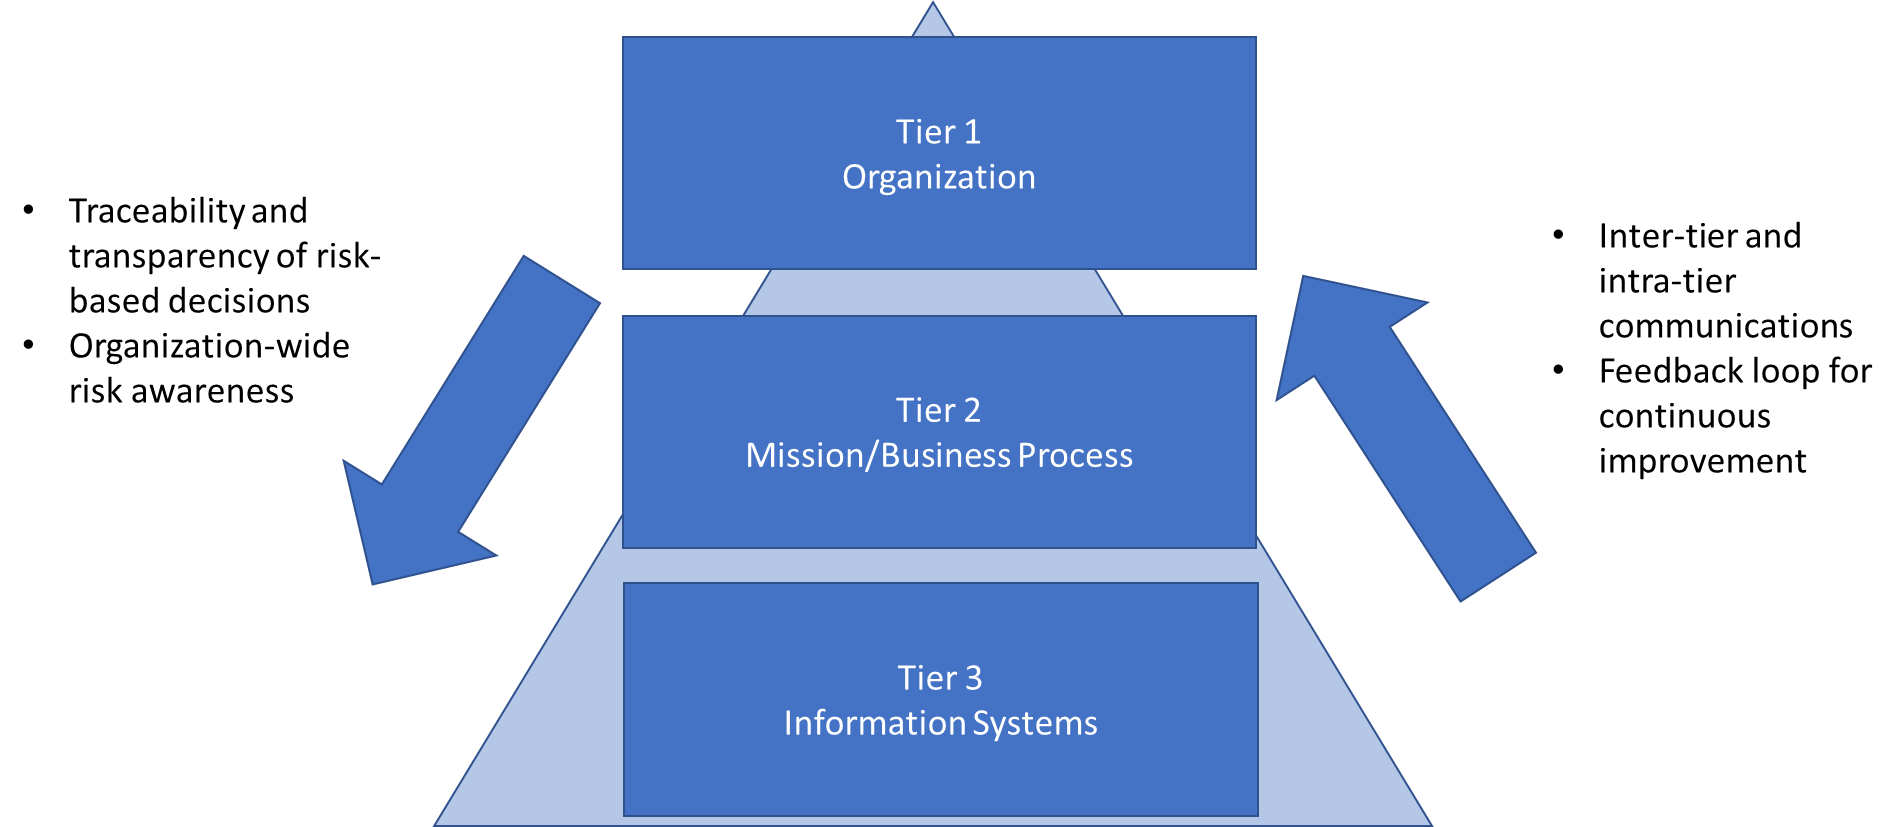 Tier 1
Organization
• Traceability and
transparency of risk-
based decisions
• Organization-wide
risk awareness
• Inter-tier and
intra-tier
communications
• Feedback loop for
continuous
improvement
Tier 2
Mission/Business Process
Tier 3
Information Systems